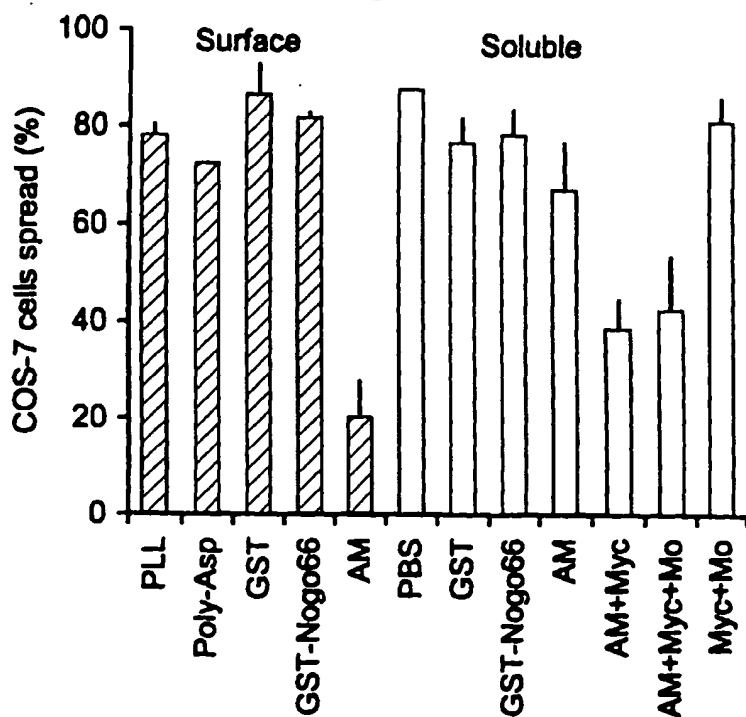 Surface
Soluble
COS-7 cells spread (%)
100
80
60
40
20
0
PLL
Poly-Asp
GST
GST-Nogo66
AM
PBS
GST
GST-Nogo66
AM
AM+Myc
AM+Myc+Mo
Myc+Mo